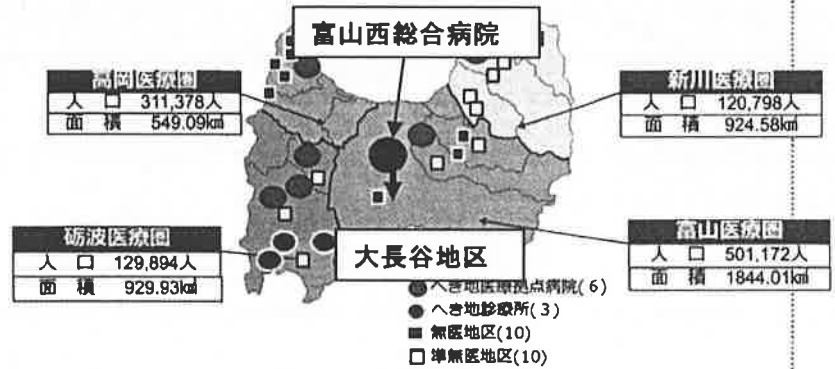 富山西総合病院
高岡医療圏
人 口 311,378人
面 積 549.09k㎡
新川医療圏
人 口 120,798人
面 積 924.58k㎡
砺波医療圏
人 口 129,894人
面 積 929.93k㎡
富山医療圏
人 口 501,172人
面 積 1844.01k㎡
大長谷地区
へき地医療拠点病院(6)
へき地診療所(3)
無医地区(10)
準無医地区(10)